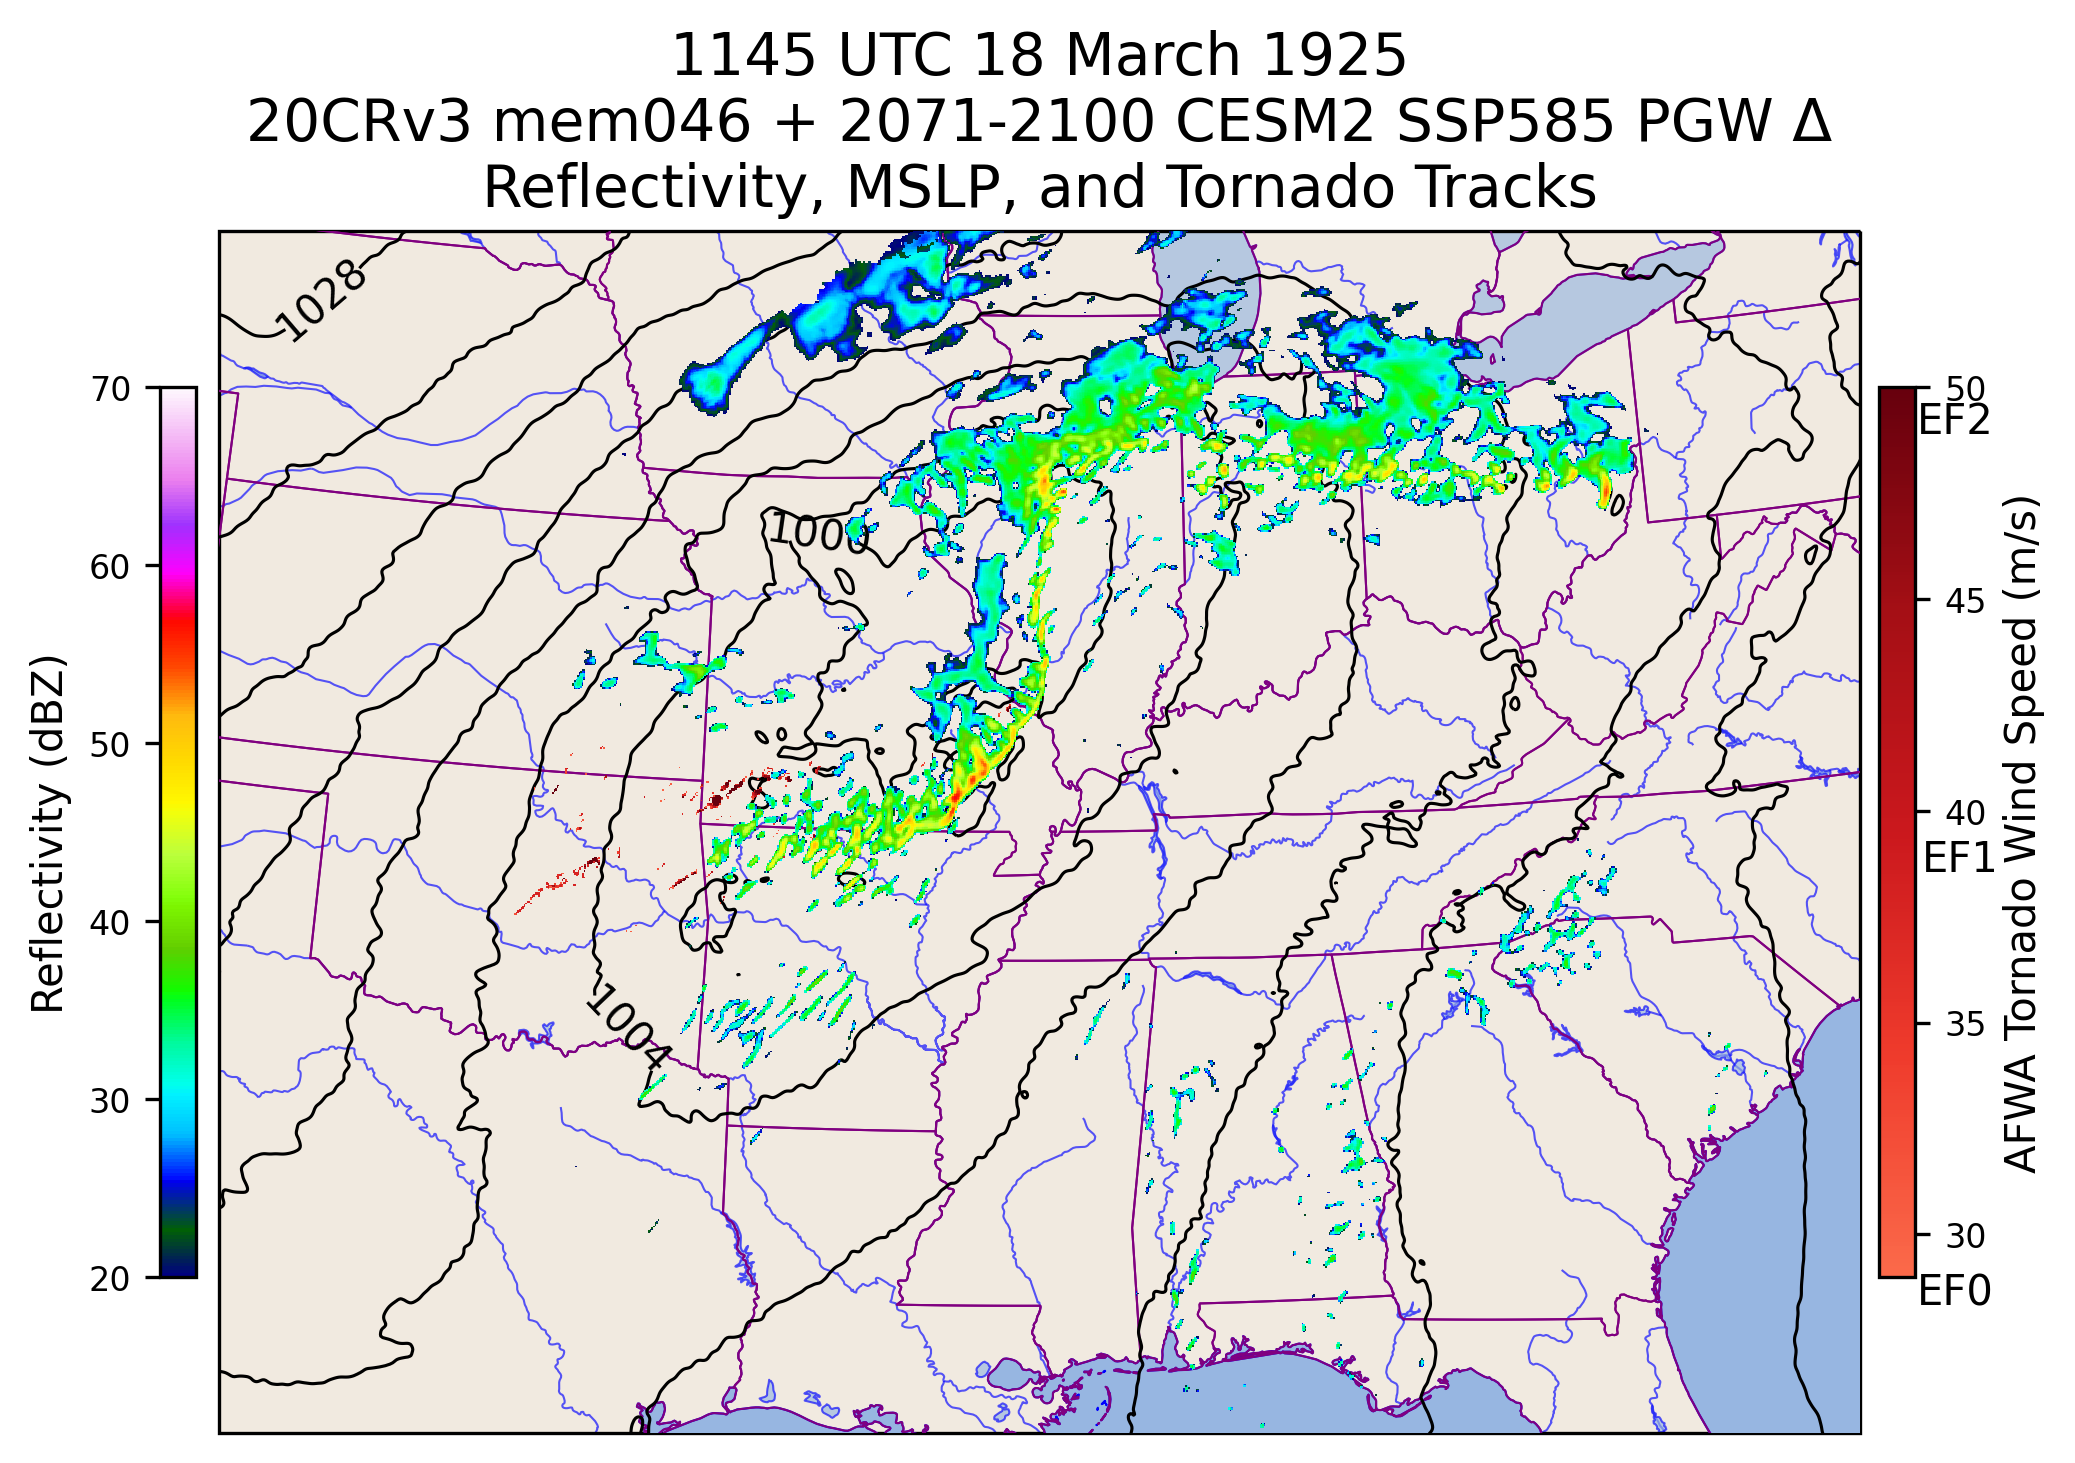 1145 UTC 18 March 1925
20CRv3 mem046 + 2071-2100 CESM2 SSP585 PGW Δ
Reflectivity, MSLP, and Tornado Tracks
1028
1000
1004
70
60
50
40
30
20
Reflectivity (dBZ)
50
EF2
45
40
EF1
35
30
EF0
AFWA Tornado Wind Speed (m/s)